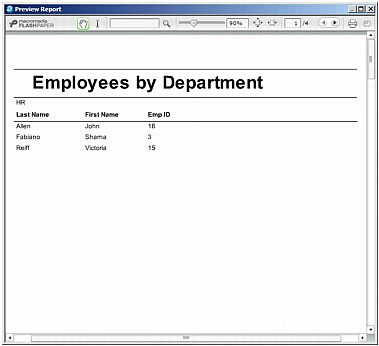 Preview Report
macromedia FLASHPAPER 90% 1 /4
Employees by Department
HR
Last Name First Name Emp ID
Allen John 16
Fabiano Shama 3
Reiff Victoria 15